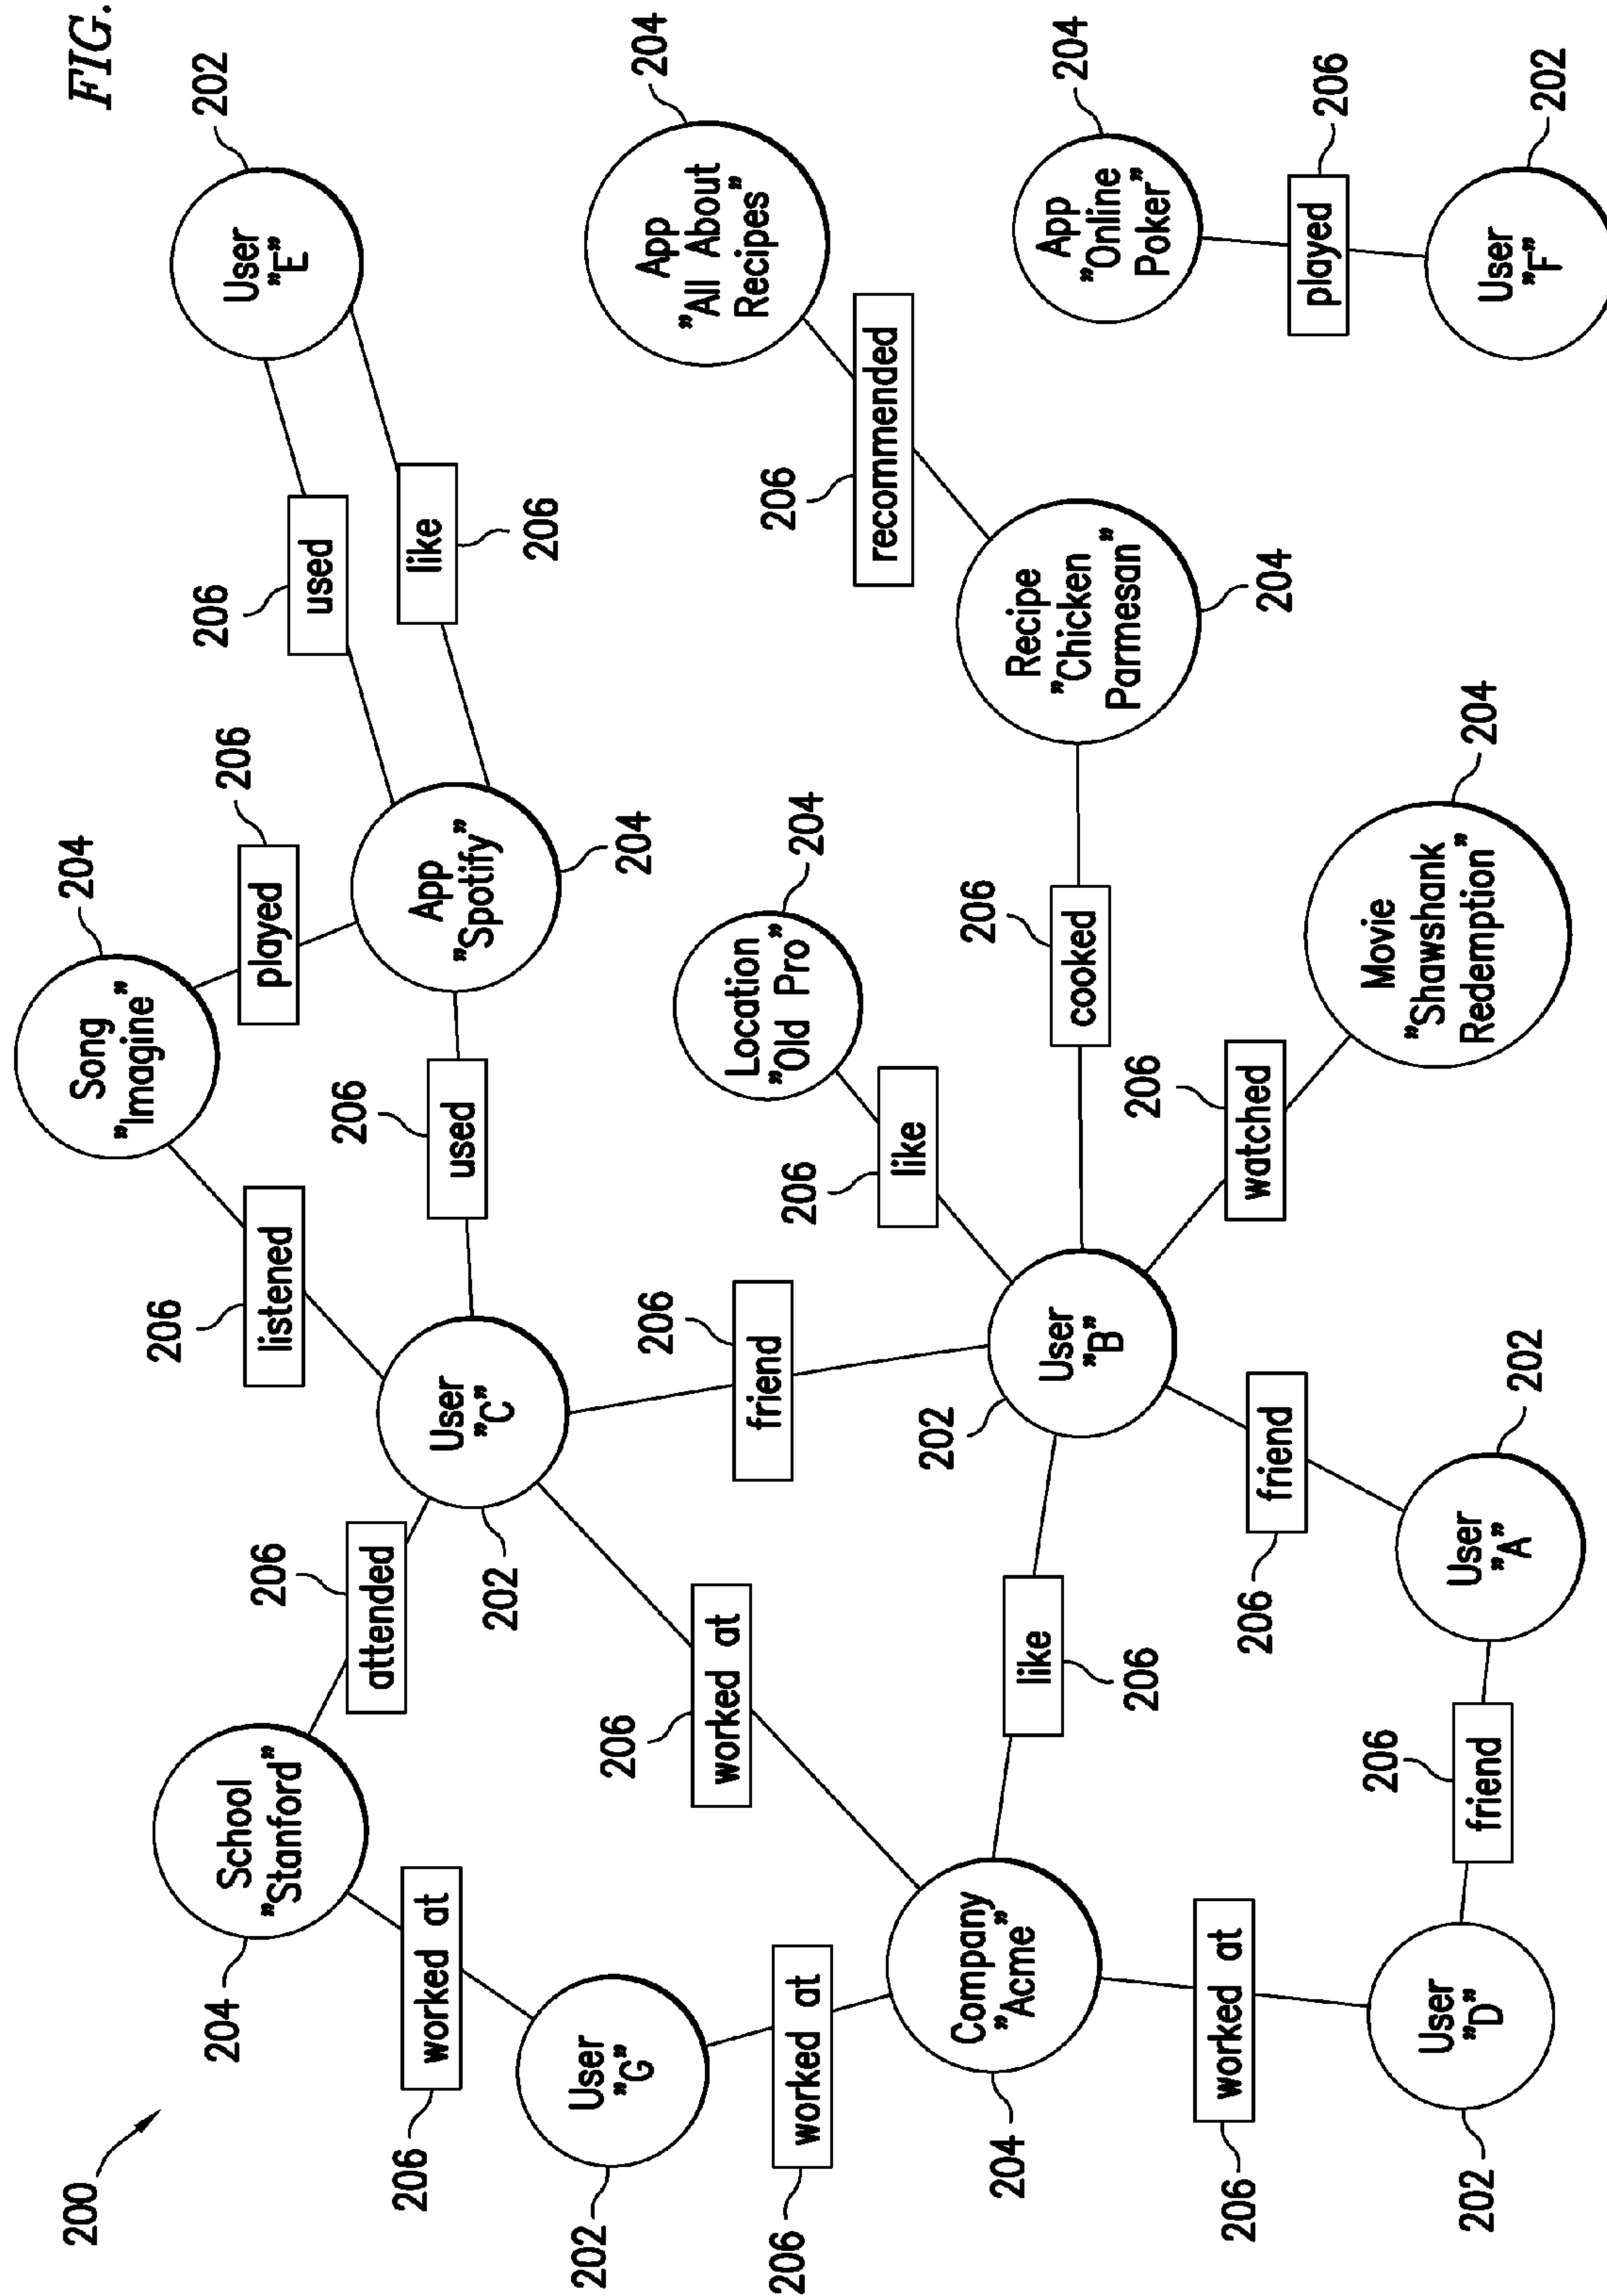 200
FIG.
204
School
”Stanford”
206
attended
206
listened
204
Song
”Imagine”
206
played
202
User
”E”
206
used
like
206
206
worked at
202
User
”C”
206
used
App
”Spotify”
204
202
User
”G”
206
worked at
206
friend
204
Location
”Old Pro”
204
App
”All About
Recipes”
206
recommended
206
worked at
206
like
204
Company
”Acme”
like
206
202
User
”B”
206
cooked
Recipe
”Chicken
Parmesan”
204
204
App
”Online
Poker”
206
worked at
206
friend
206
watched
Movie
”Shawshank
Redemption”
204
played
206
202
User
”D”
206
friend
User
”A”
202
User
”F”
202